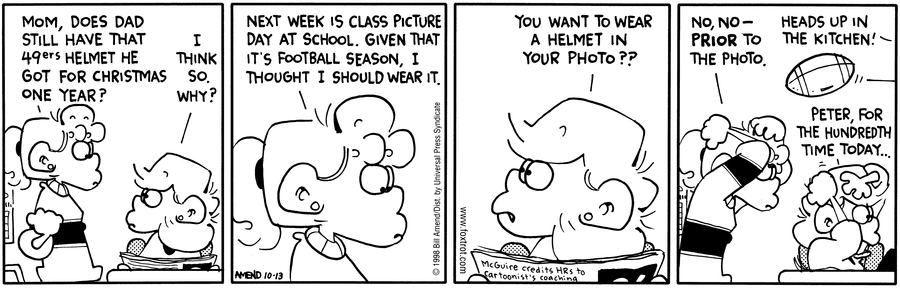 MOM, DOES DAD
STILL HAVE THAT
49ers HELMET HE
GOT FOR CHRISTMAS
ONE YEAR?
I
THINK
SO.
WHY?
NEXT WEEK IS CLASS PICTURE
DAY AT SCHOOL. GIVEN THAT
IT'S FOOTBALL SEASON, I
THOUGHT I SHOULD WEAR IT.
AMEND 10-13
© 1998 Bill Amend/Dist. by Universal Press Syndicate
YOU WANT TO WEAR
A HELMET IN
YOUR PHOTO??
www.foxtrot.com
McGuire credits HRs to
Cartoonist's coaching
NO, NO—
PRIOR TO
THE PHOTO.
HEADS UP IN
THE KITCHEN!
PETER, FOR
THE HUNDREDTH
TIME TODAY...